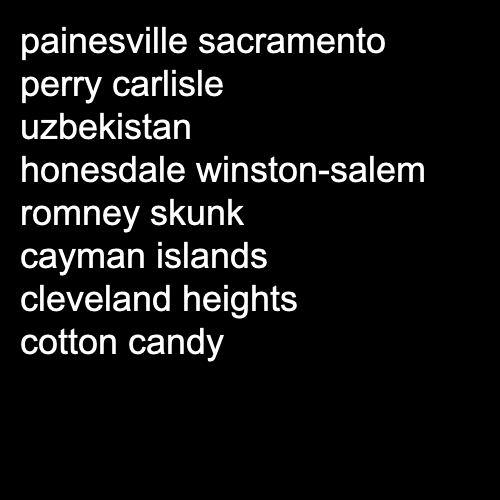 painesville sacramento
perry carlisle
uzbekistan
honesdale winston-salem
romney skunk
cayman islands
cleveland heights
cotton candy